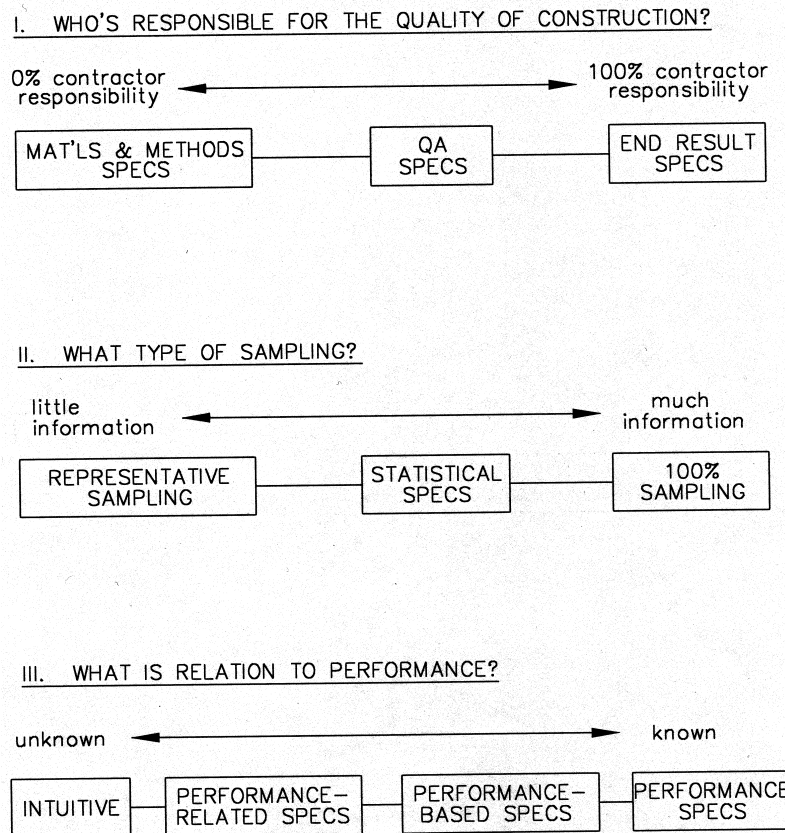 I. WHO'S RESPONSIBLE FOR THE QUALITY OF CONSTRUCTION?
0% contractor
responsibility
100% contractor
responsibility
MAT'LS & METHODS
SPECS
QA
SPECS
END RESULT
SPECS
II. WHAT TYPE OF SAMPLING?
little
information
much
information
REPRESENTATIVE
SAMPLING
STATISTICAL
SPECS
100%
SAMPLING
III. WHAT IS RELATION TO PERFORMANCE?
unknown
known
INTUITIVE
PERFORMANCE-
RELATED SPECS
PERFORMANCE-
BASED SPECS
PERFORMANCE
SPECS